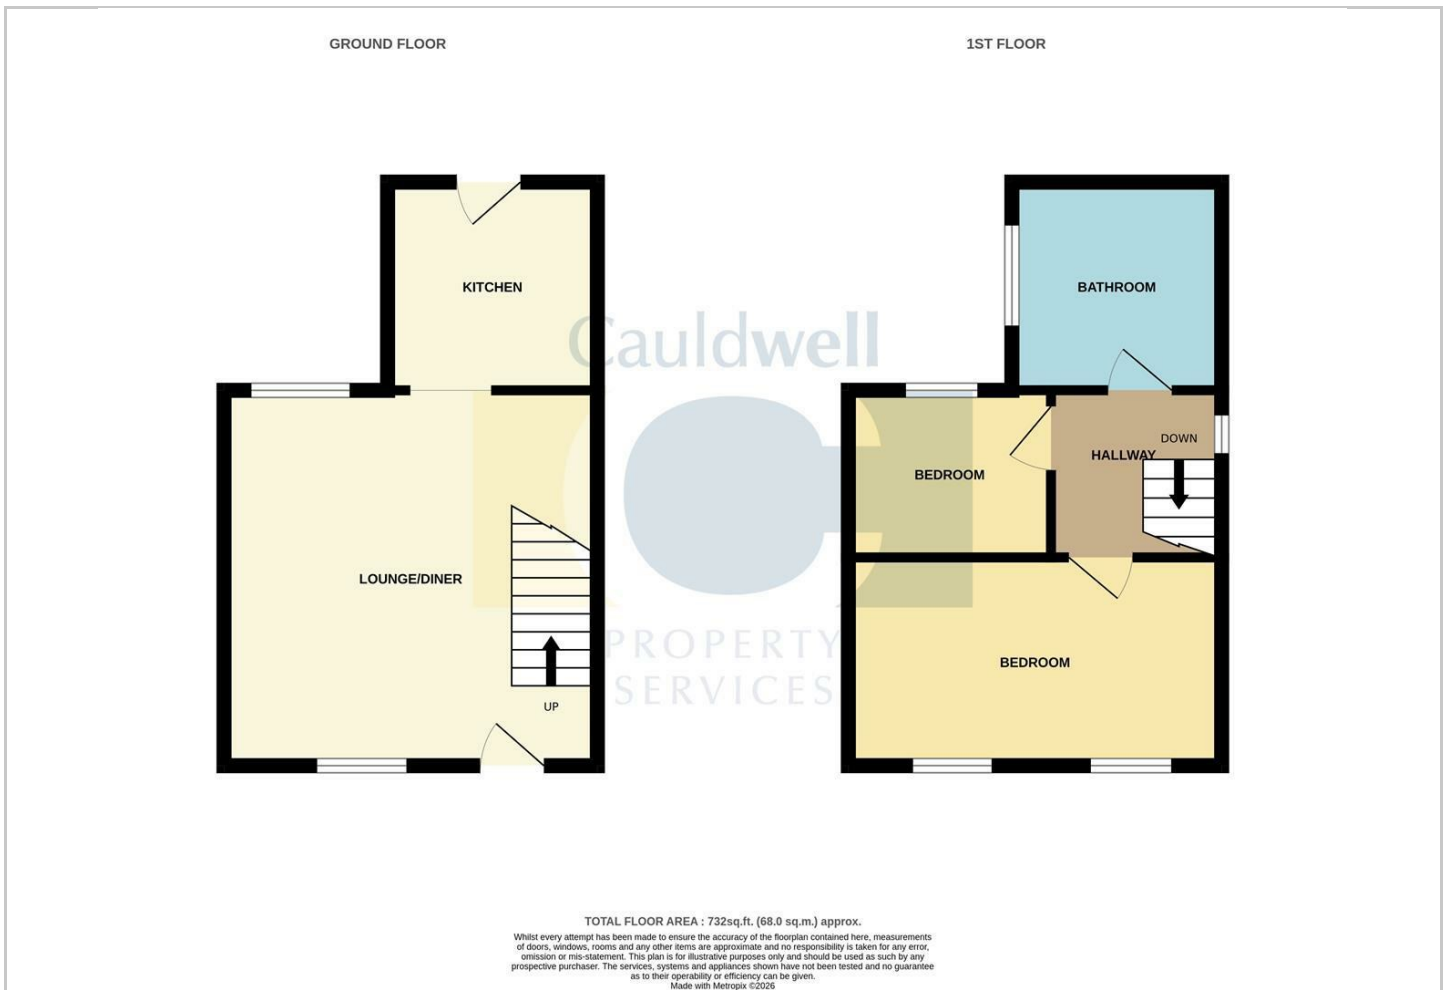 GROUND FLOOR
1ST FLOOR
KITCHEN
BATHROOM
Cauldwell
DOWN
HALLWAY
BEDROOM
LOUNGE/DINER
PROPERTY
SERVICES
BEDROOM
UP
TOTAL FLOOR AREA : 732sq.ft. (68.0 sq.m.) approx.
Whilst every attempt has been made to ensure the accuracy of the floorplan contained here, measurements
of doors, windows, rooms and any other items are approximate and no responsibility is taken for any error,
omission or mis-statement. This plan is for illustrative purposes only and should be used as such by any
prospective purchaser. The services, systems and appliances shown have not been tested and no guarantee
as to their operability or efficiency can be given.
Made with Metropix ©2026